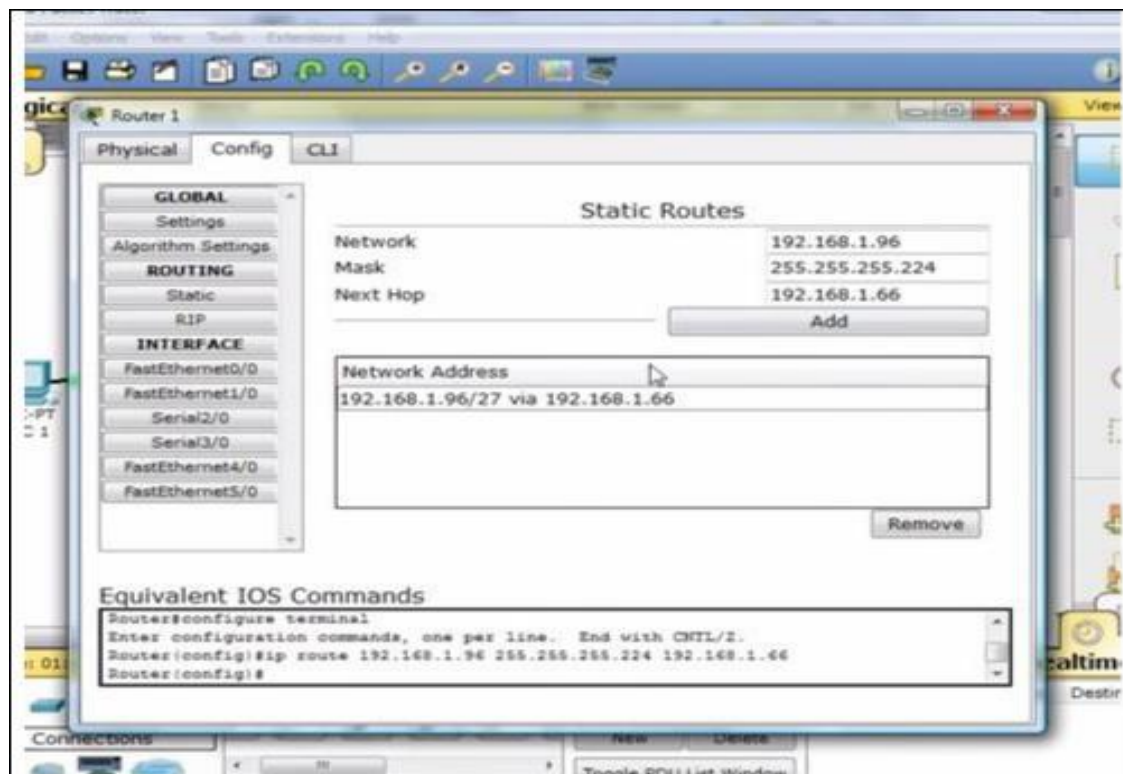 Options View Tools Extensions Help
Router 1
View
Physical Config CLI
GLOBAL
Settings
Algorithm Settings
ROUTING
Static
RIP
INTERFACE
FastEthernet0/0
FastEthernet1/0
Serial2/0
Serial3/0
FastEthernet4/0
FastEthernet5/0
Static Routes
Network 192.168.1.96
Mask 255.255.255.224
Next Hop 192.168.1.66
Add
Network Address
192.168.1.96/27 via 192.168.1.66
Remove
Equivalent IOS Commands
Router#configure terminal
Enter configuration commands, one per line. End with CNTL/Z.
Router(config)#ip route 192.168.1.96 255.255.255.224 192.168.1.66
Router(config)#
Connections
New Delete
Toggle PDU List Window